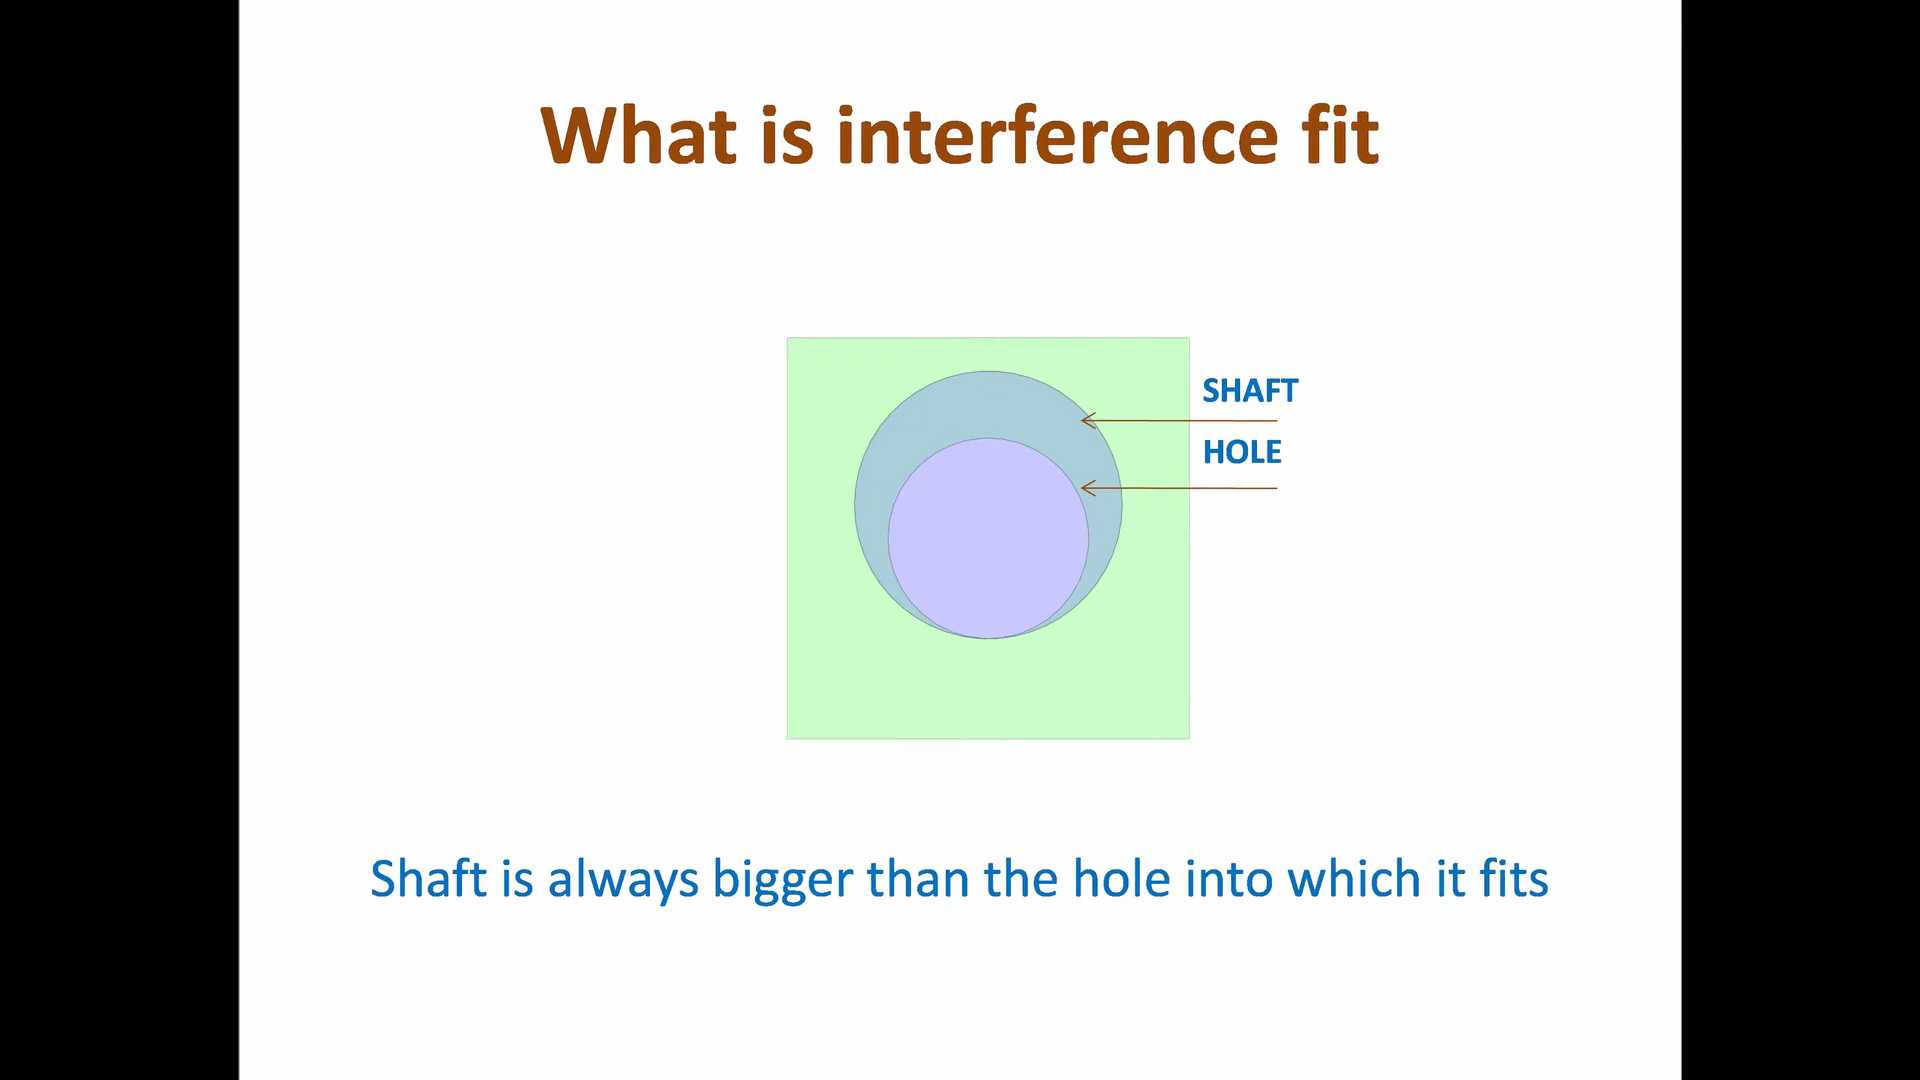 What is interference fit
SHAFT
HOLE
Shaft is always bigger than the hole into which it fits